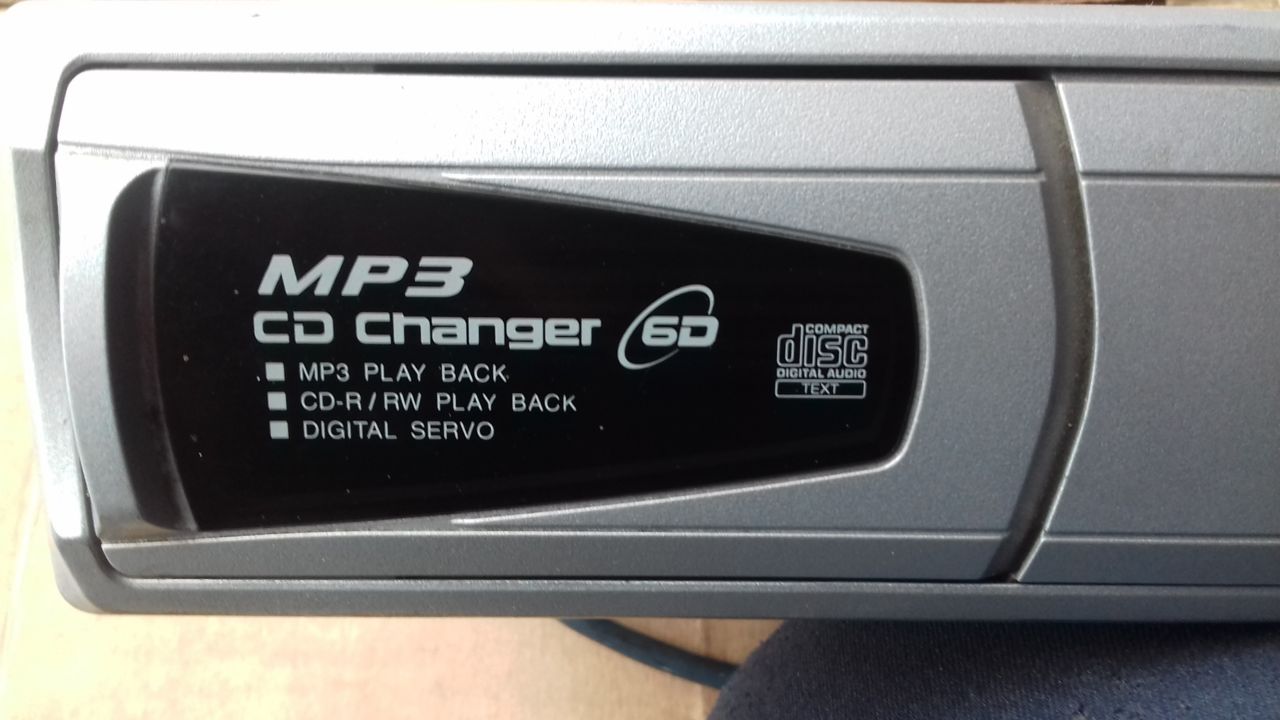 MP3
CD Changer 6D
■ MP3 PLAY BACK
■ CD-R/RW PLAY BACK
■ DIGITAL SERVO
COMPACT
disc
DIGITAL AUDIO
TEXT